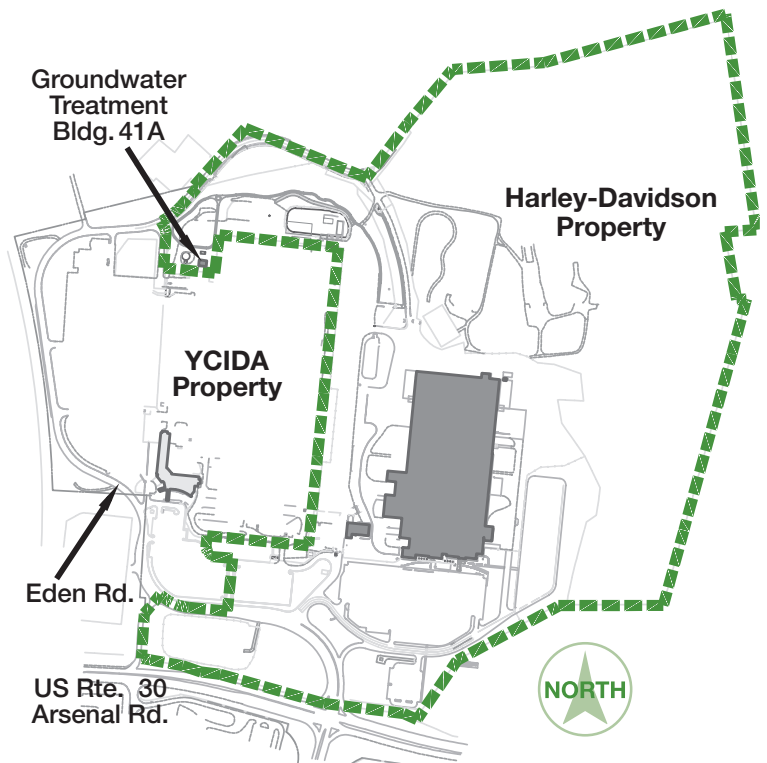 Groundwater
Treatment
Bldg. 41A
Harley-Davidson
Property
YCIDA
Property
Eden Rd.
US Rte. 30
Arsenal Rd.
NORTH